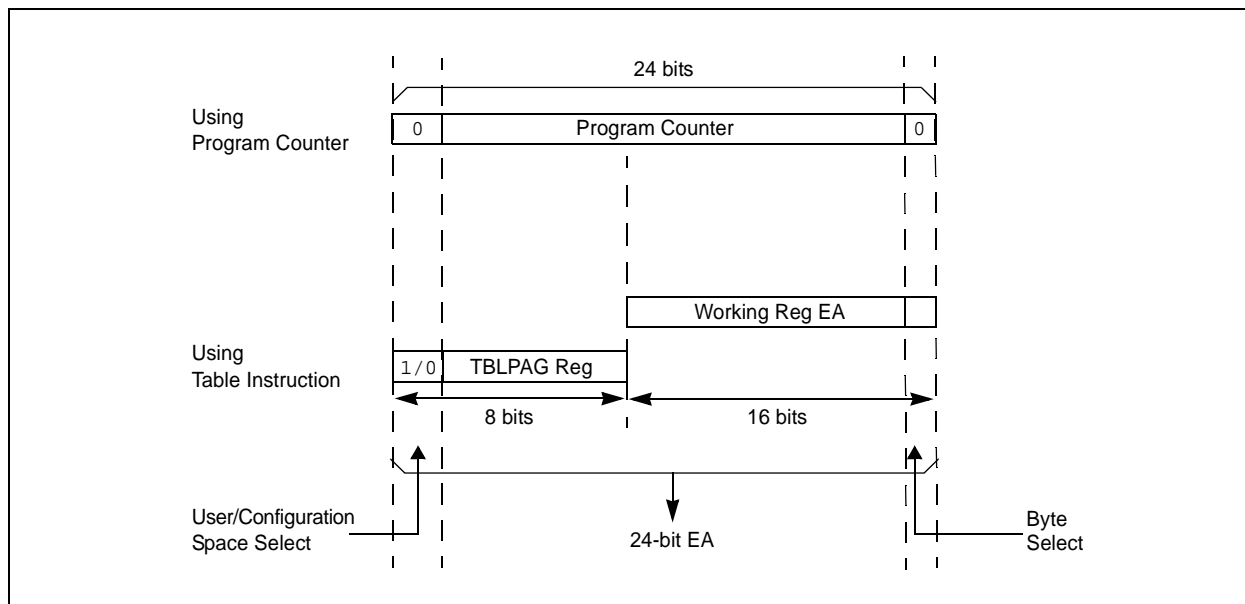 24 bits
Using
Program Counter
0
Program Counter
0
Working Reg EA
Using
Table Instruction
1/0
TBLPAG Reg
8 bits
16 bits
User/Configuration
Space Select
24-bit EA
Byte
Select